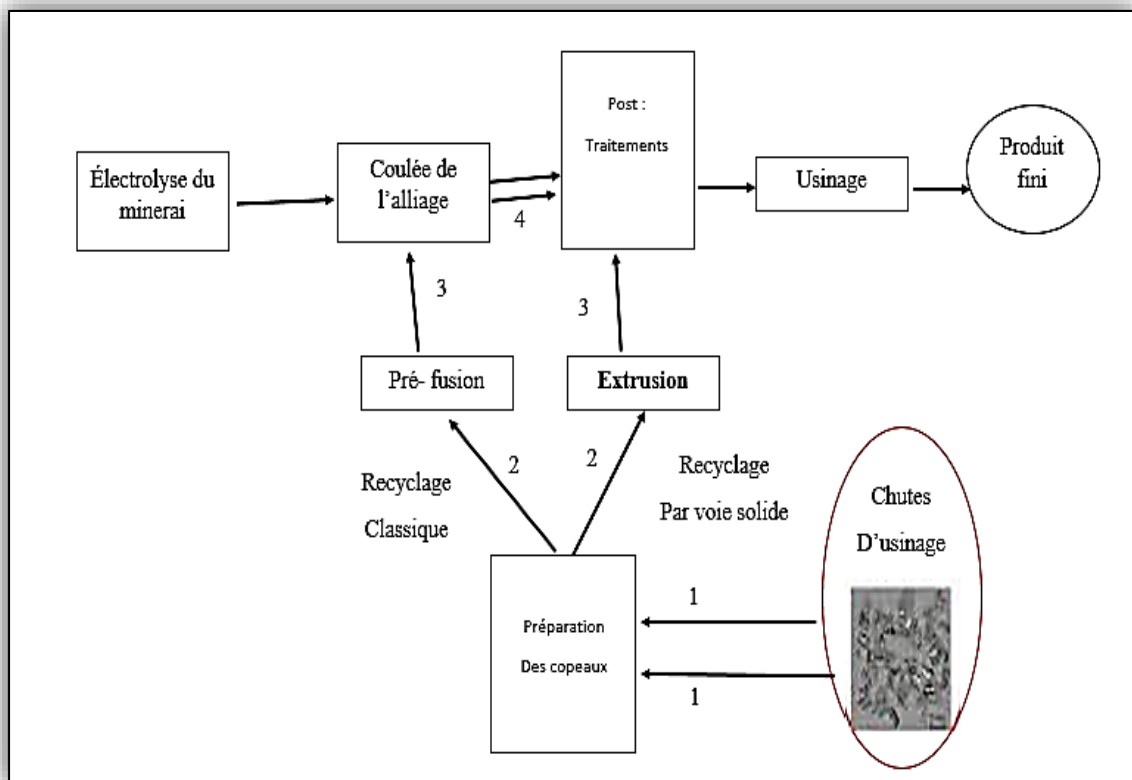 Électrolyse du
minerai
Coulée de
l'alliage
4
Post :
Traitements
Usinage
Produit
fini
3
3
Pré- fusion
Extrusion
2
2
Recyclage
Classique
Recyclage
Par voie solide
Chutes
D'usinage
1
1
Préparation
Des copeaux